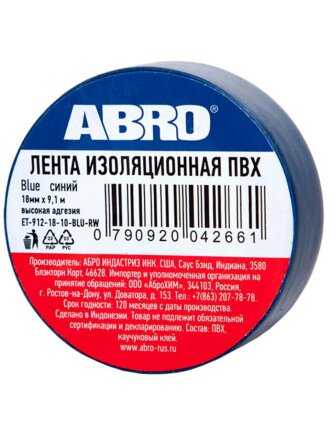 ABRO®
ЛЕНТА ИЗОЛЯЦИОННАЯ ПВХ
Blue синий
18мм x 9,1 м
высокая адгезия
ET-912-18-10-BLU-RW
PAP PVC
0 790920 042661
Производитель: АБРО ИНДАСТРИЗ ИНК. США, Саус Бэнд, Индиана, 3580
Блэкторн Корт, 46628. Импортер и уполномоченная организация на
принятие обращений: ООО «АброХИМ», 344103, Россия,
г. Ростов-на-Дону, ул. Доватора, д. 153. Тел.: +7(863) 207-78-78.
Срок годности: 120 месяцев с даты производства.
Сделано в Индонезии. Товар не подлежит обязательной
сертификации и декларированию. Состав: ПВХ,
каучуковый клей.
www.abro-rus.ru